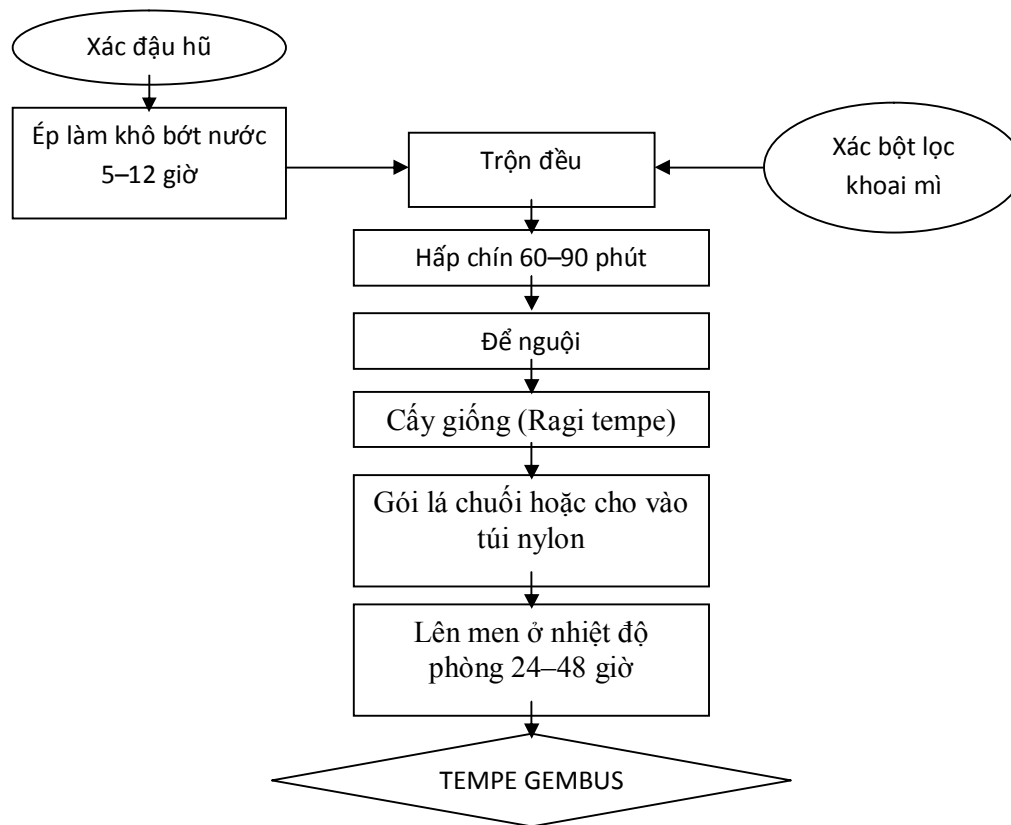 Xác đậu hũ
Ép làm khô bớt nước
5–12 giờ
Trộn đều
Xác bột lọc
khoai mì
Hấp chín 60–90 phút
Để nguội
Cấy giống (Ragi tempe)
Gói lá chuối hoặc cho vào
túi nylon
Lên men ở nhiệt độ
phòng 24–48 giờ
TEMPE GEMBUS